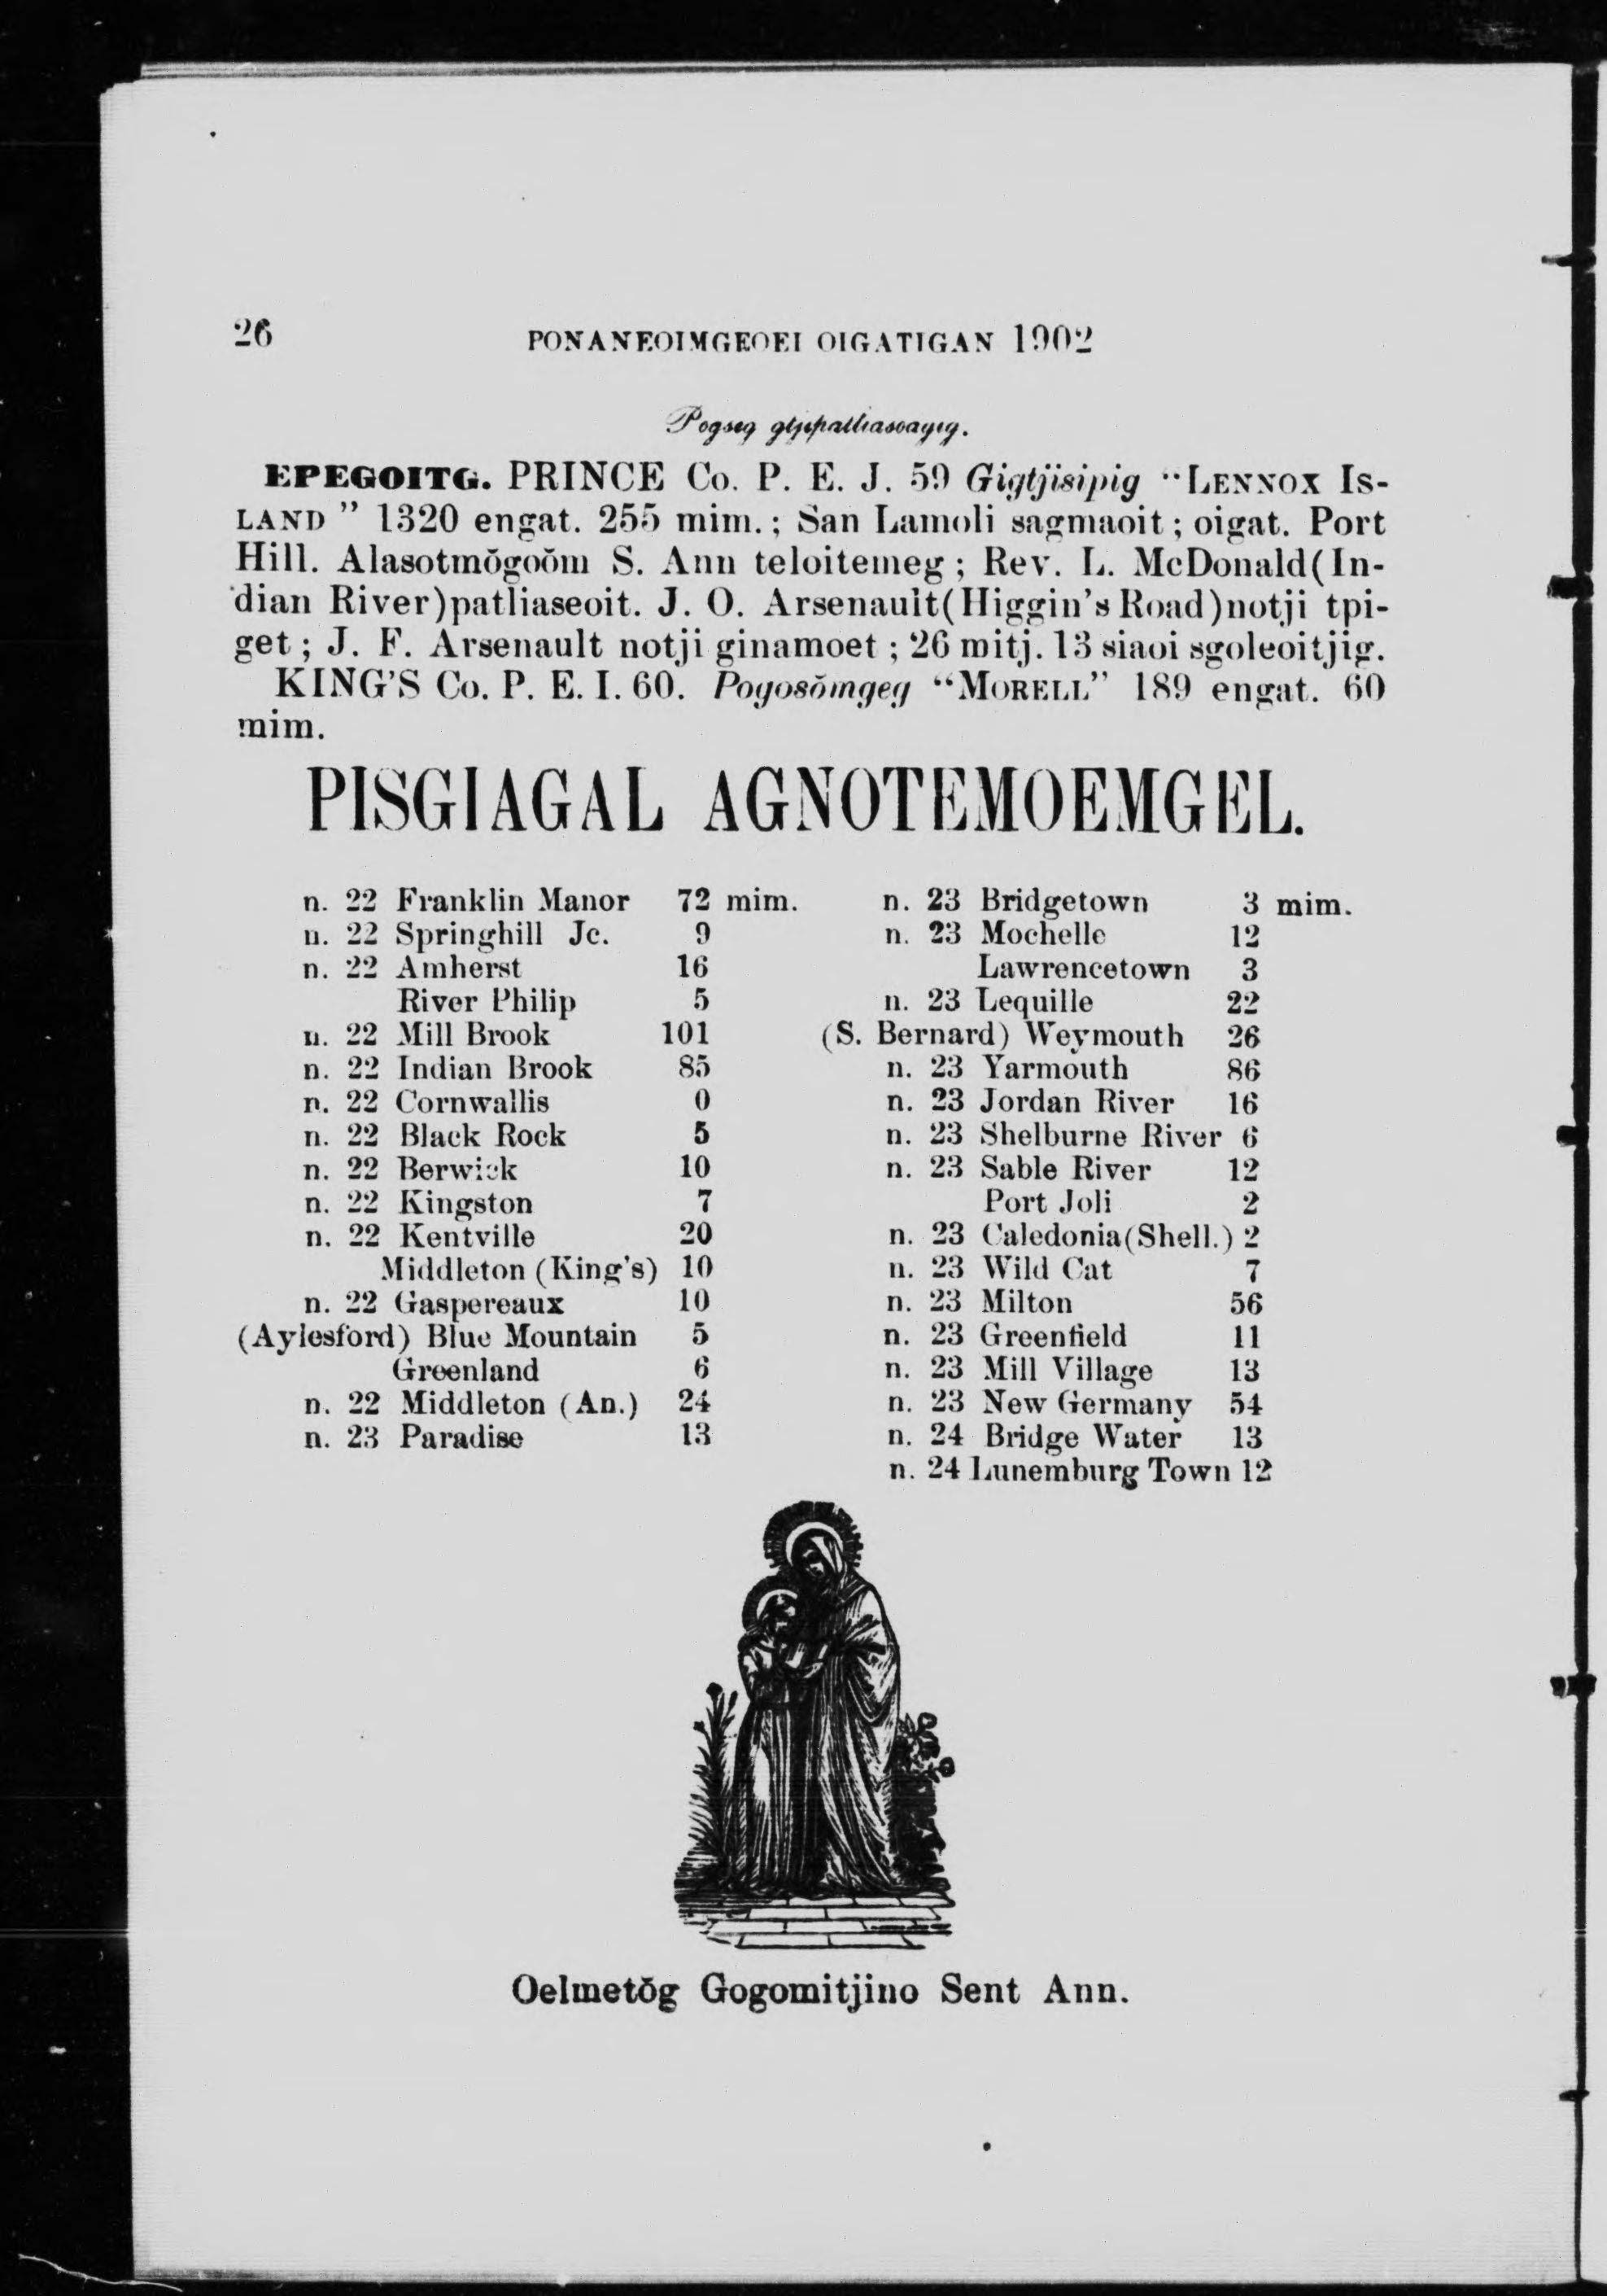 26
PONANEOIMGEOEI OIGATIGAN 1902
Pogseg gtjipatliaseoayig.
EPEGOITG. PRINCE Co. P. E. J. 59 Gigtjisipig “LENNOX IS-
LAND ” 1320 engat. 255 mim. ; San Lamoli sagmaoit ; oigat. Port
Hill. Alasotmŏgoŏm S. Ann teloitemeg ; Rev. L. McDonald(In-
dian River)patliaseoit. J. O. Arsenault(Higgin’s Road)notji tpi-
get ; J. F. Arsenault notji ginamoet ; 26 mitj. 13 siaoi sgoleoitjig.
KING’S Co. P. E. I. 60. Pogosŏmgeg “MORELL” 189 engat. 60
mim.
PISGIAGAL AGNOTEMOEMGEL.
n. 22 Franklin Manor 72 mim.
n. 22 Springhill Jc. 9
n. 22 Amherst 16
River Philip 5
n. 22 Mill Brook 101
n. 22 Indian Brook 85
n. 22 Cornwallis 0
n. 22 Black Rock 5
n. 22 Berwick 10
n. 22 Kingston 7
n. 22 Kentville 20
Middleton (King’s) 10
n. 22 Gaspereaux 10
(Aylesford) Blue Mountain 5
Greenland 6
n. 22 Middleton (An.) 24
n. 23 Paradise 13
n. 23 Bridgetown 3 mim.
n. 23 Mochelle 12
Lawrencetown 3
n. 23 Lequille 22
(S. Bernard) Weymouth 26
n. 23 Yarmouth 86
n. 23 Jordan River 16
n. 23 Shelburne River 6
n. 23 Sable River 12
Port Joli 2
n. 23 Caledonia(Shell.) 2
n. 23 Wild Cat 7
n. 23 Milton 56
n. 23 Greenfield 11
n. 23 Mill Village 13
n. 23 New Germany 54
n. 24 Bridge Water 13
n. 24 Lunemburg Town 12
Oelmetŏg Gogomitjino Sent Ann.